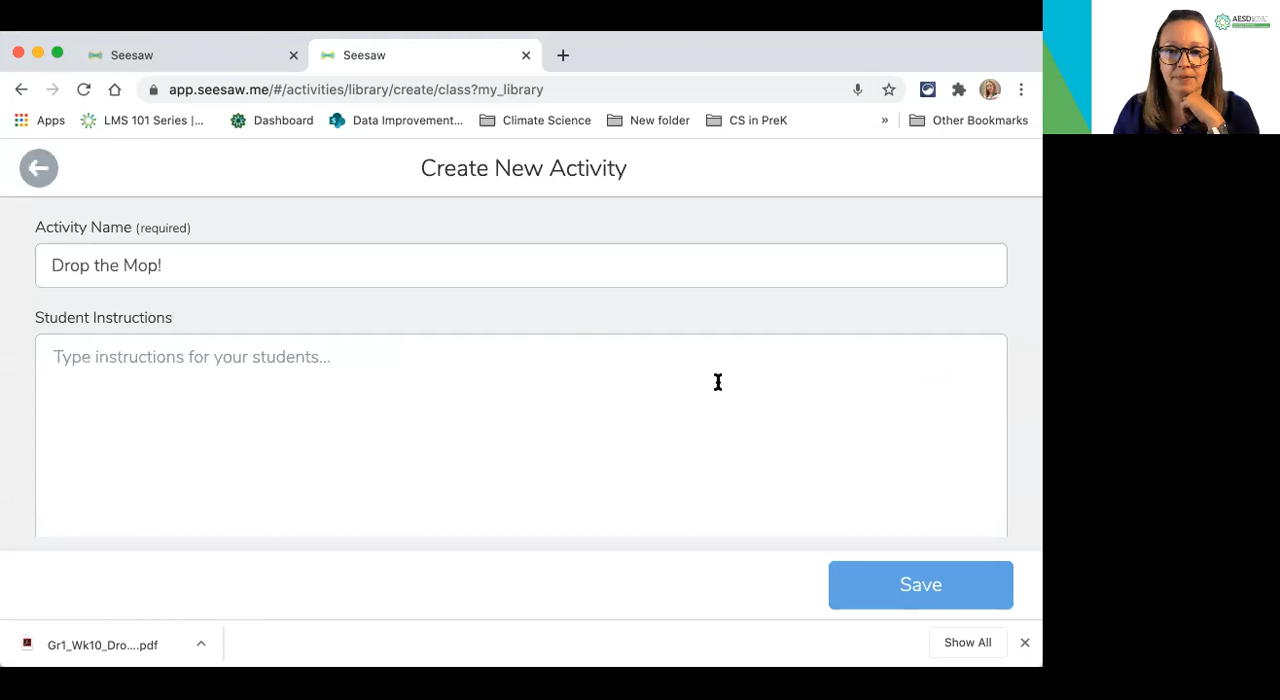 Seesaw
Seesaw
app.seesaw.me/#/activities/library/create/class?my_library
Apps LMS 101 Series |... Dashboard Data Improvement... Climate Science New folder CS in PreK » Other Bookmarks
Create New Activity
Activity Name (required)
Drop the Mop!
Student Instructions
Type instructions for your students...
Save
Gr1_Wk10_Dro....pdf
Show All
AESD